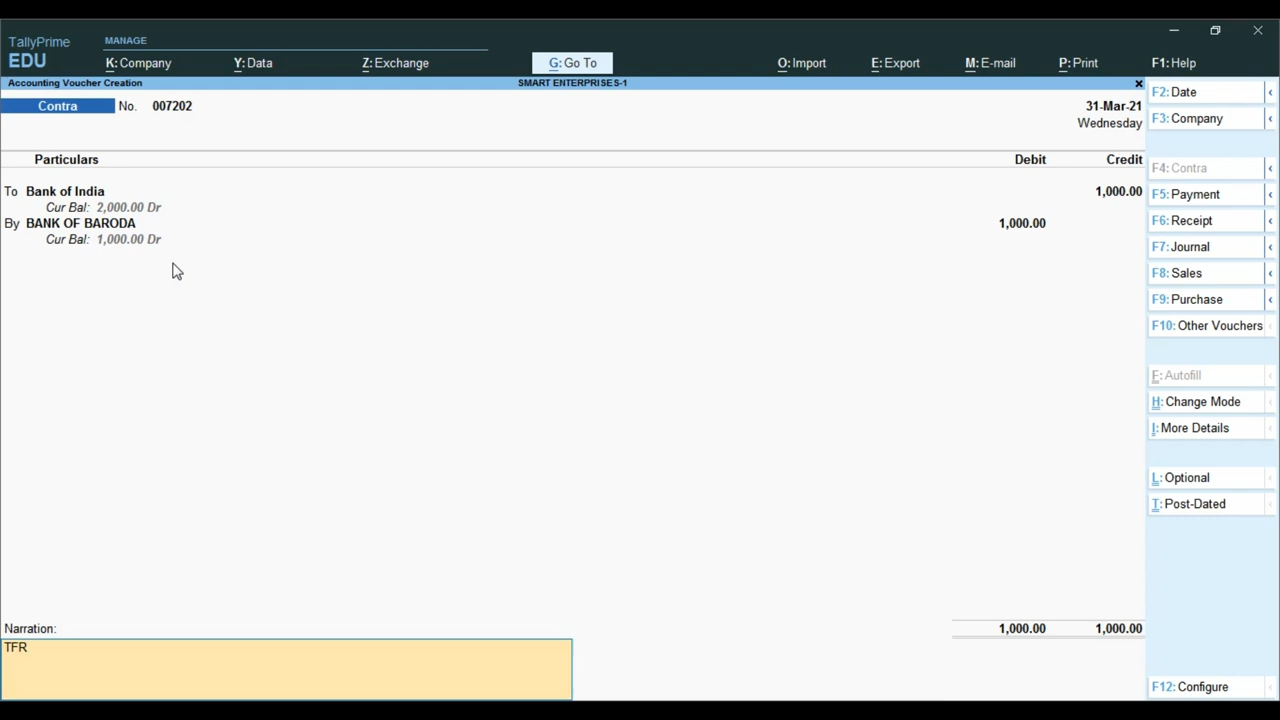 TallyPrime
EDU
MANAGE
K: Company
Y: Data
Z: Exchange
G: Go To
O: Import
E: Export
M: E-mail
P: Print
F1: Help
Accounting Voucher Creation
SMART ENTERPRISES-1
Contra No. 007202
31-Mar-21
Wednesday
Particulars Debit Credit
To Bank of India 1,000.00
Cur Bal: 2,000.00 Dr
By BANK OF BARODA 1,000.00
Cur Bal: 1,000.00 Dr
Narration: 1,000.00 1,000.00
TFR
F2: Date
F3: Company
F4: Contra
F5: Payment
F6: Receipt
F7: Journal
F8: Sales
F9: Purchase
F10: Other Vouchers
F: Autofill
H: Change Mode
I: More Details
L: Optional
T: Post-Dated
F12: Configure